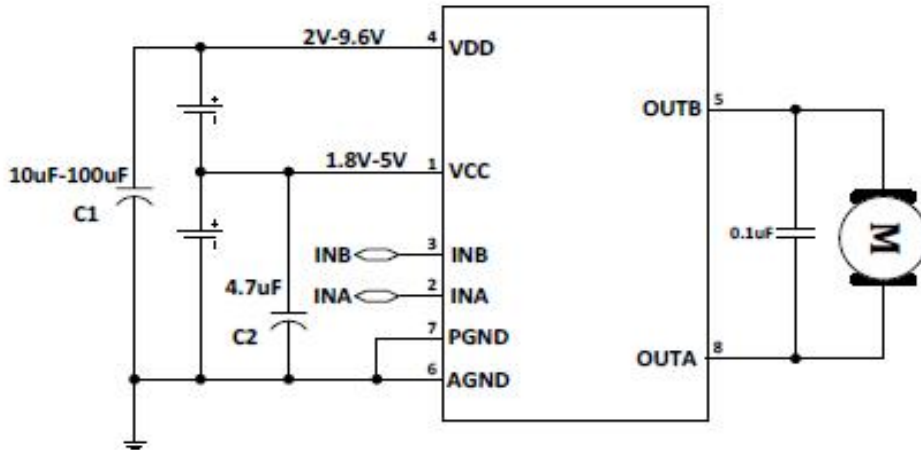 2V-9.6V 4 VDD
5
OUTB
+
10uF-100uF
C1
1.8V-5V 1 VCC
+
0.1uF
M
INB 3 INB
4.7uF
INA 2 INA
C2
7 PGND
OUTA 8
6 AGND